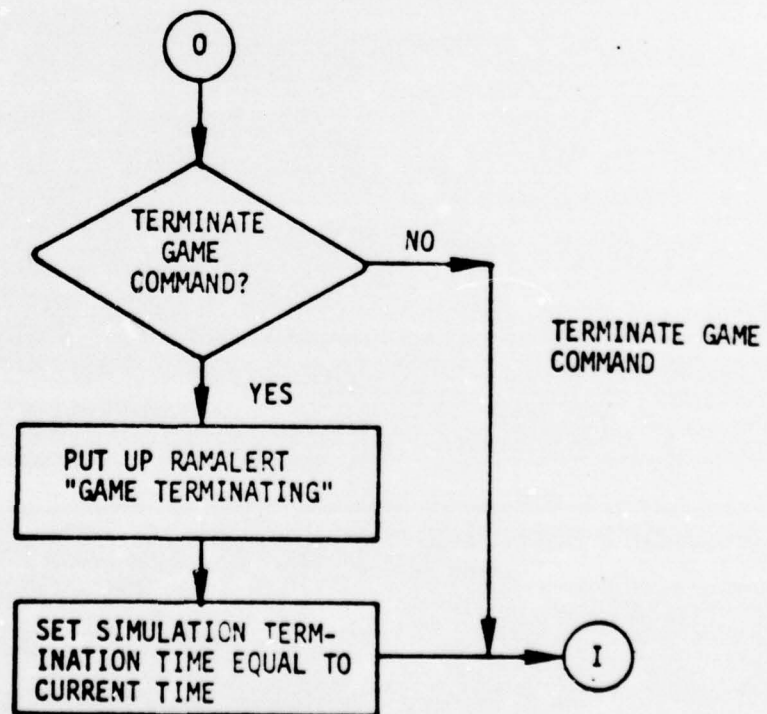 O
TERMINATE
GAME
COMMAND?
NO
TERMINATE GAME
COMMAND
YES
PUT UP RAMALERT
"GAME TERMINATING"
SET SIMULATION TERM-
INATION TIME EQUAL TO
CURRENT TIME
I